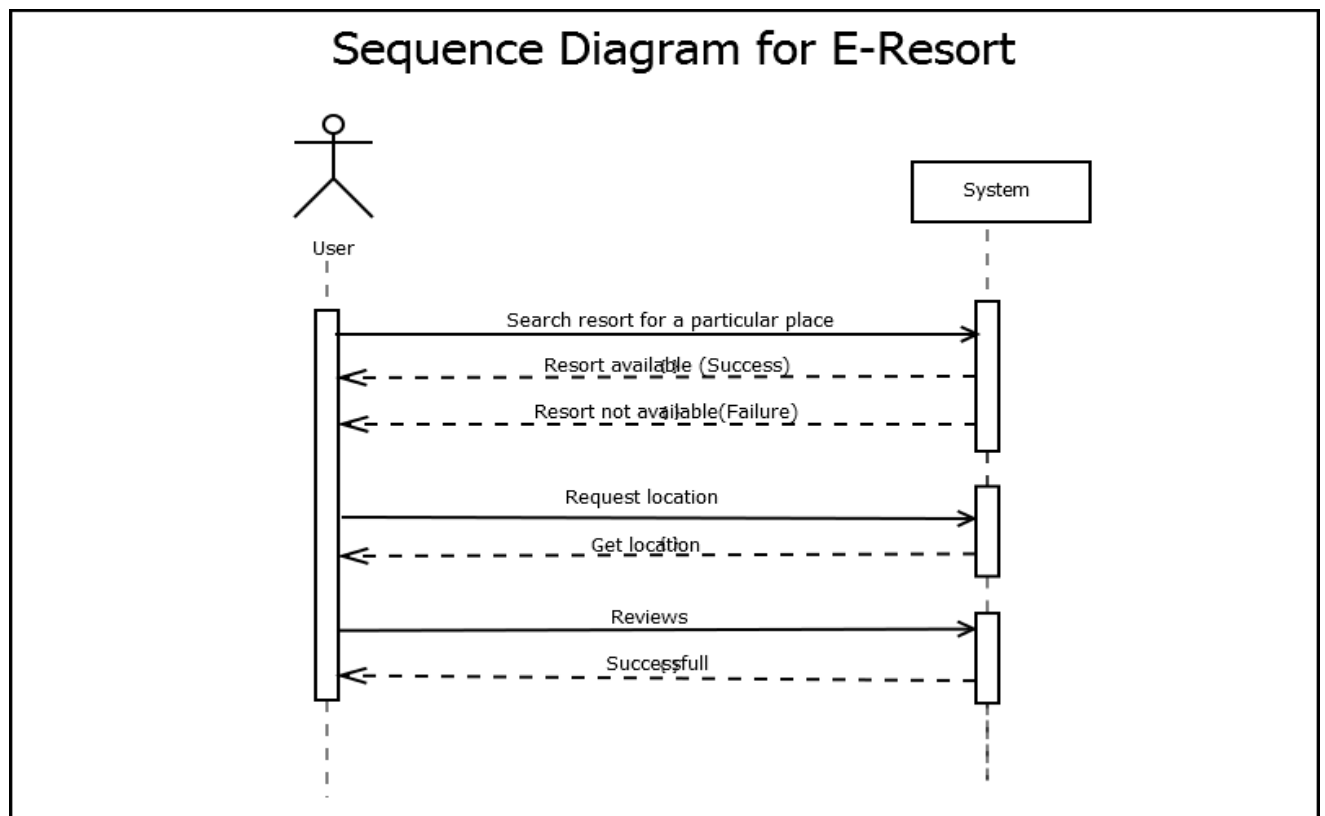 Sequence Diagram for E-Resort
User
System
Search resort for a particular place
Resort available (Success)
Resort not available(Failure)
Request location
Get location
Reviews
Successfull